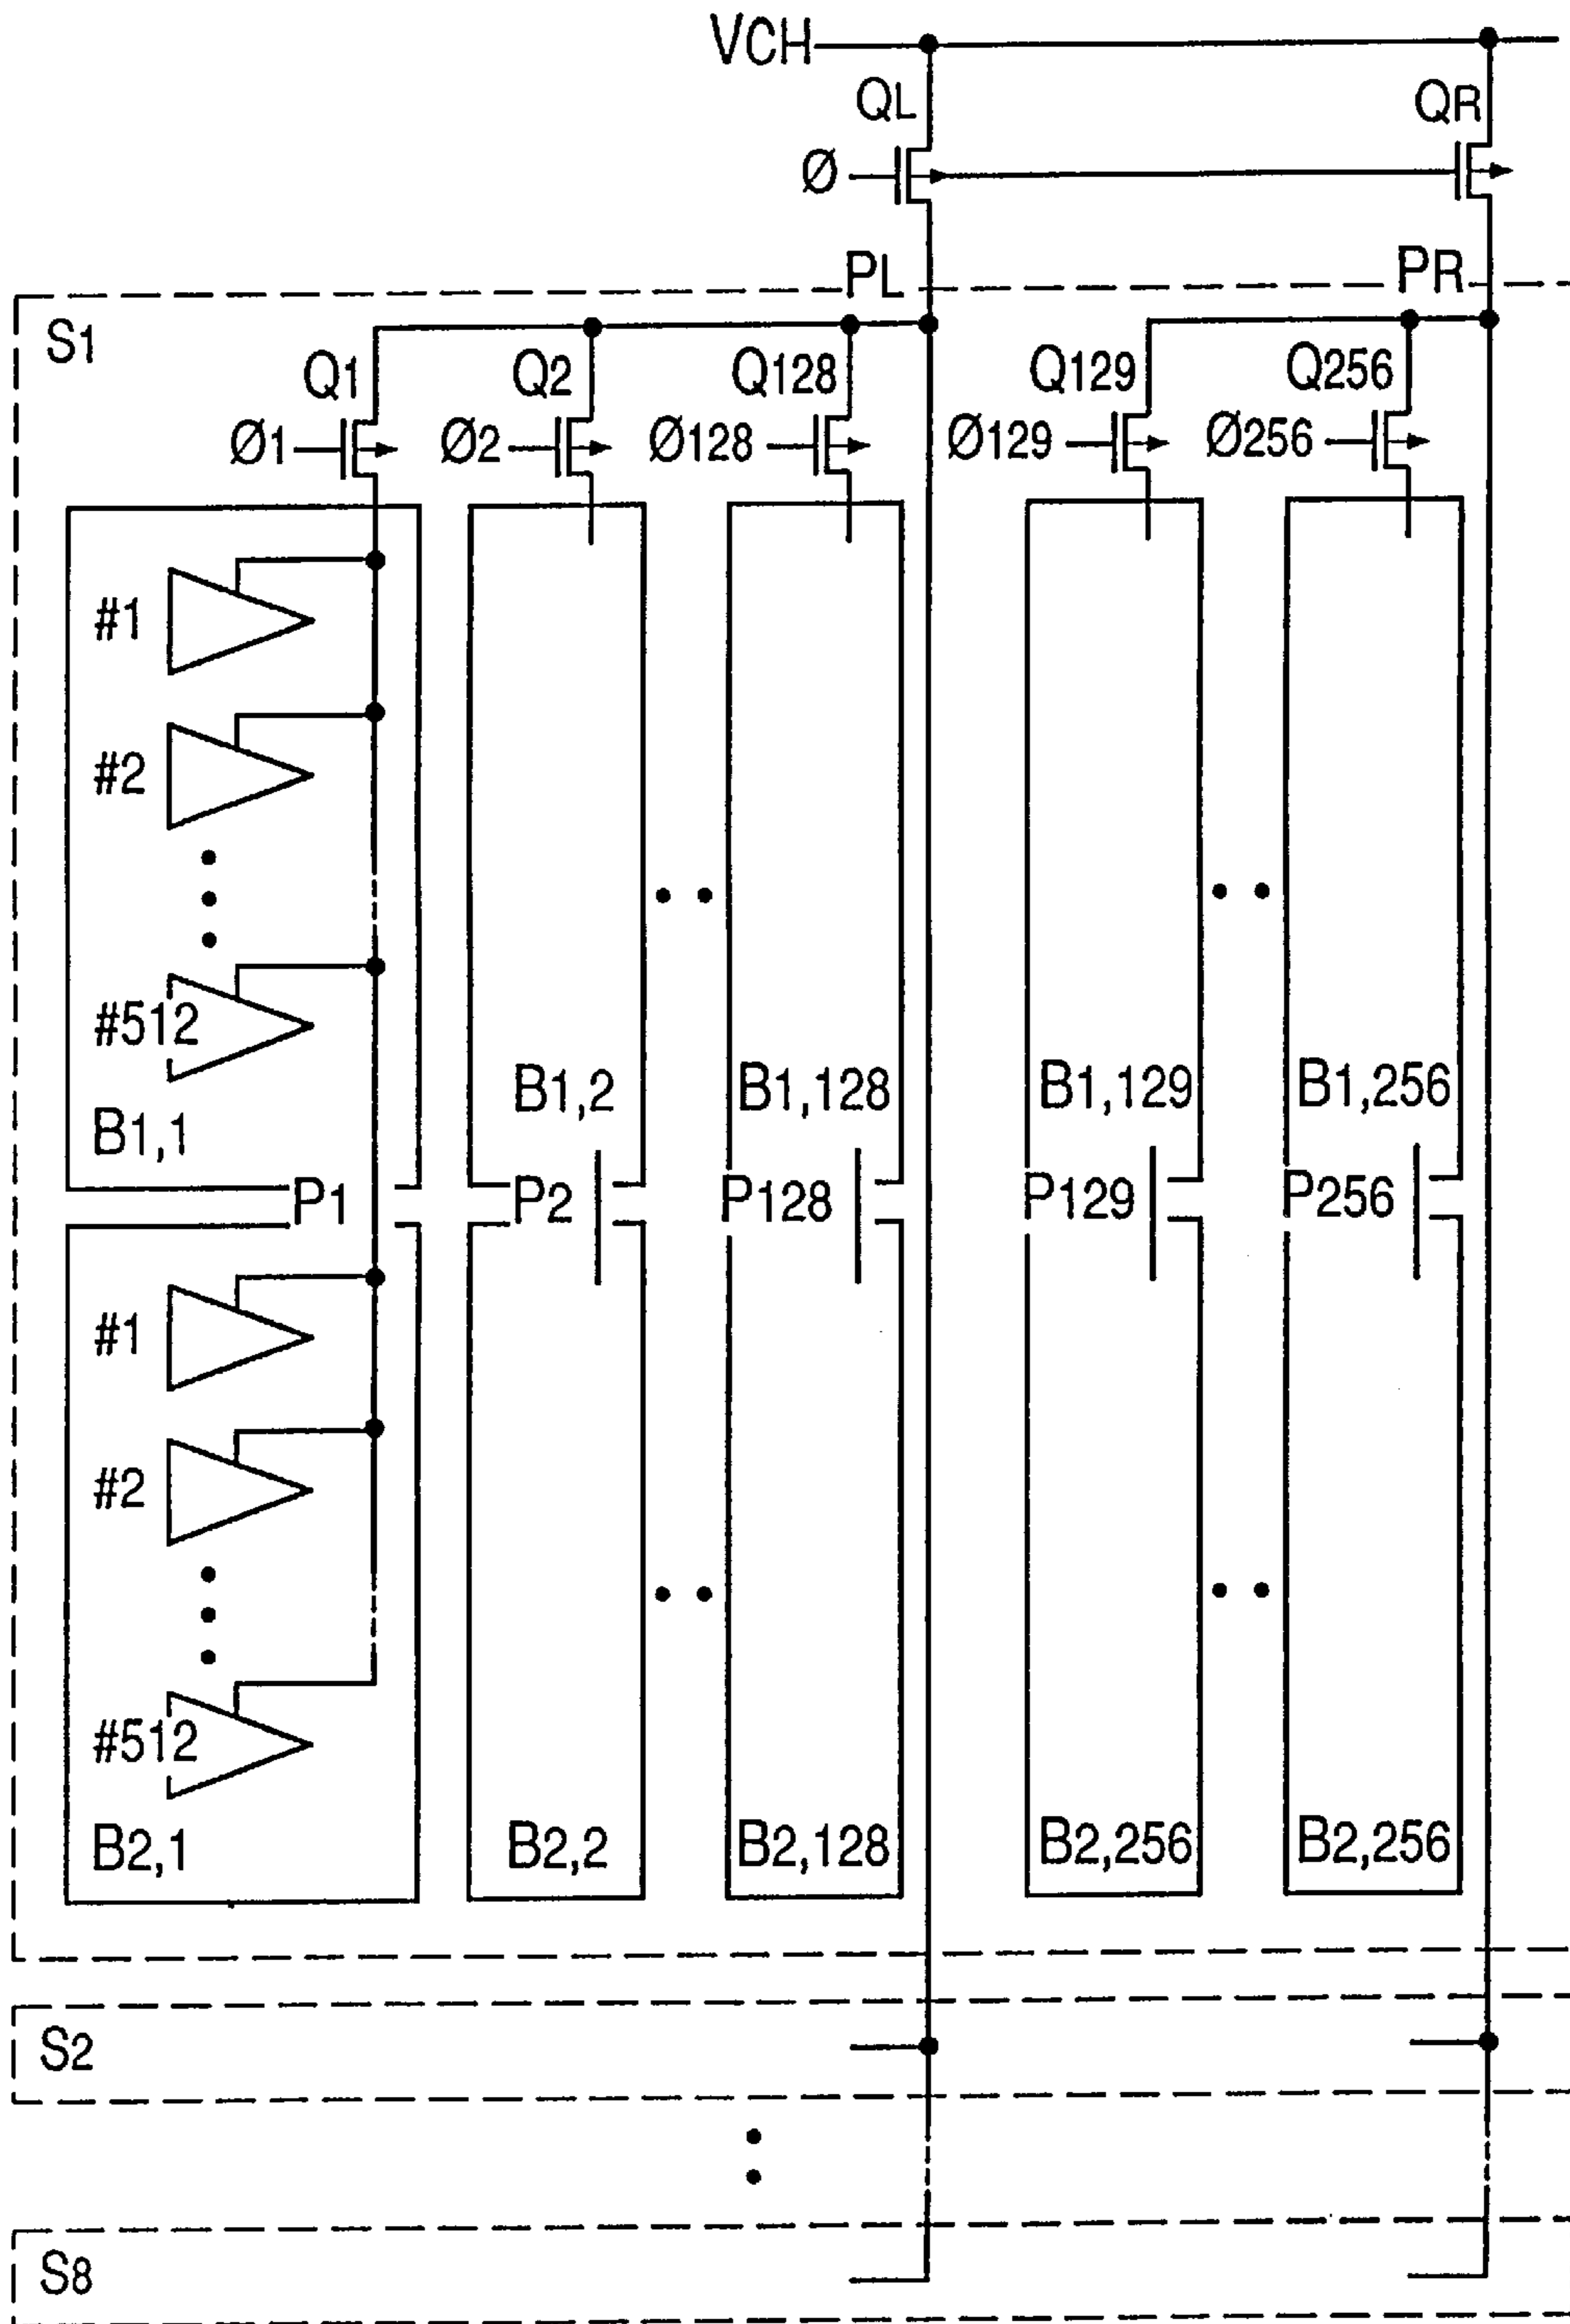 VCH
QL QR
Ø
PL PR
S1
Q1 Q2 Q128 Q129 Q256
Ø1 Ø2 Ø128 Ø129 Ø256
#1
#2
#512
B1,1 B1,2 B1,128 B1,129 B1,256
P1 P2 P128 P129 P256
#1
#2
#512
B2,1 B2,2 B2,128 B2,256 B2,256
S2
S8